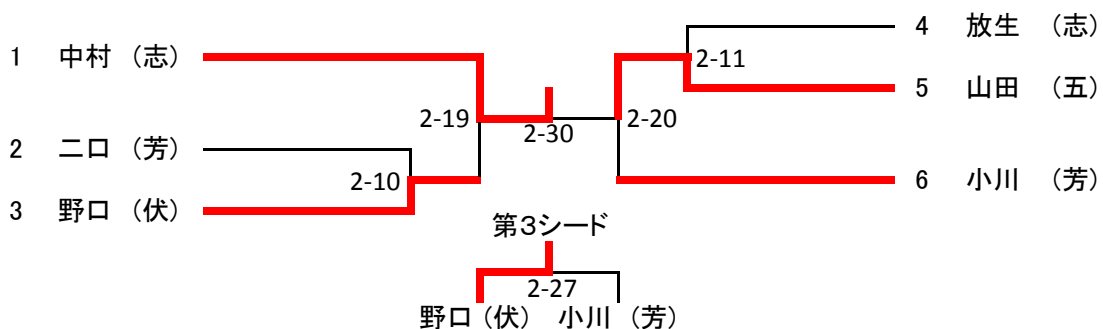 4 放生 （志）
1 中村 （志）
2-11
5 山田 （五）
2-19
2-30
2-20
2 二口 （芳）
2-10
6 小川 （芳）
3 野口 （伏）
第3シード
2-27
野口 （伏） 小川 （芳）